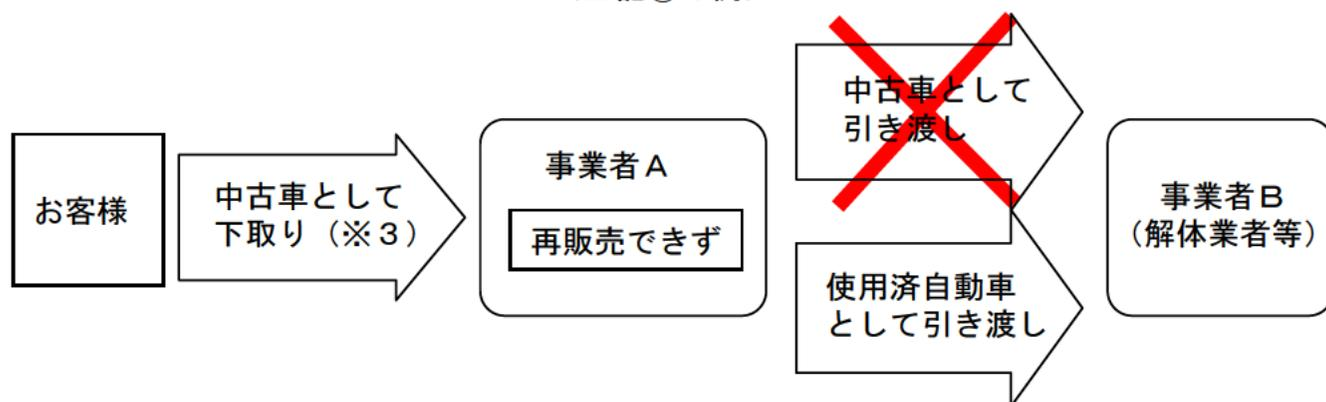 お客様
中古車として
下取り（※３）
事業者Ａ
再販売できず
中古車として
引き渡し
使用済自動車
として引き渡し
事業者Ｂ
（解体業者等）